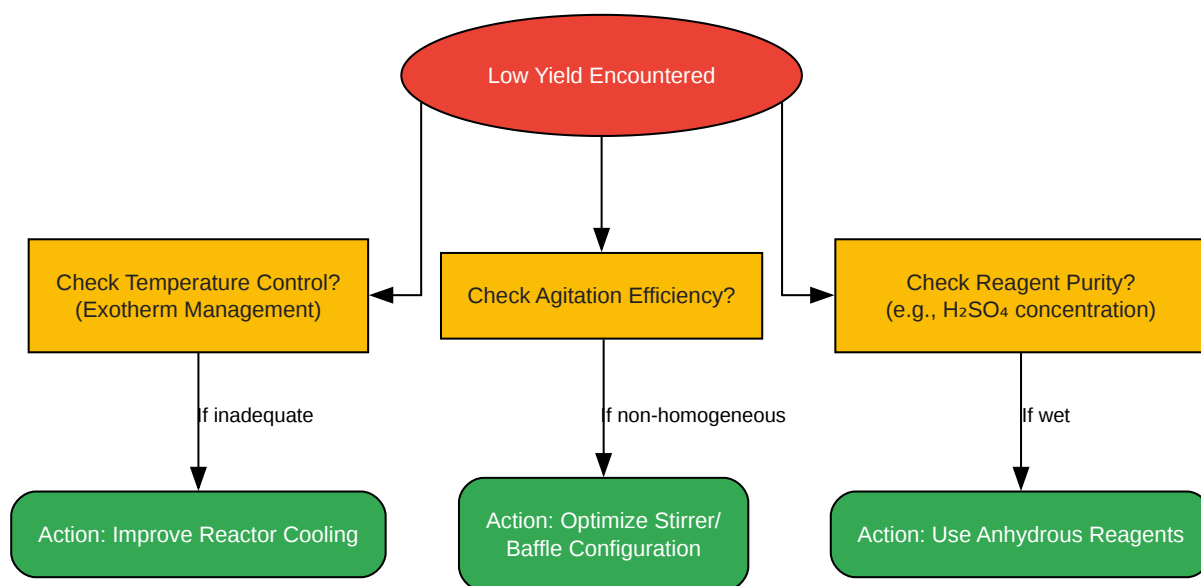 Low Yield Encountered
Check Temperature Control?
(Exotherm Management)
Check Agitation Efficiency?
Check Reagent Purity?
(e.g., H₂SO₄ concentration)
If inadequate
If non-homogeneous
If wet
Action: Improve Reactor Cooling
Action: Optimize Stirrer/
Baffle Configuration
Action: Use Anhydrous Reagents